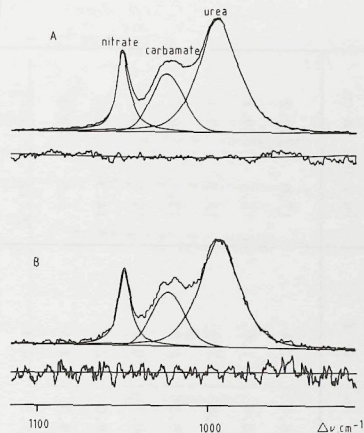 urea
A
nitrate
carbamate
B
1100
1000
Δν cm⁻¹